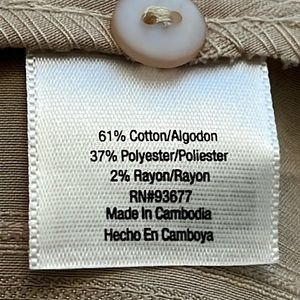 61% Cotton/Algodon
37% Polyester/Poliester
2% Rayon/Rayon
RN#93677
Made In Cambodia
Hecho En Camboya